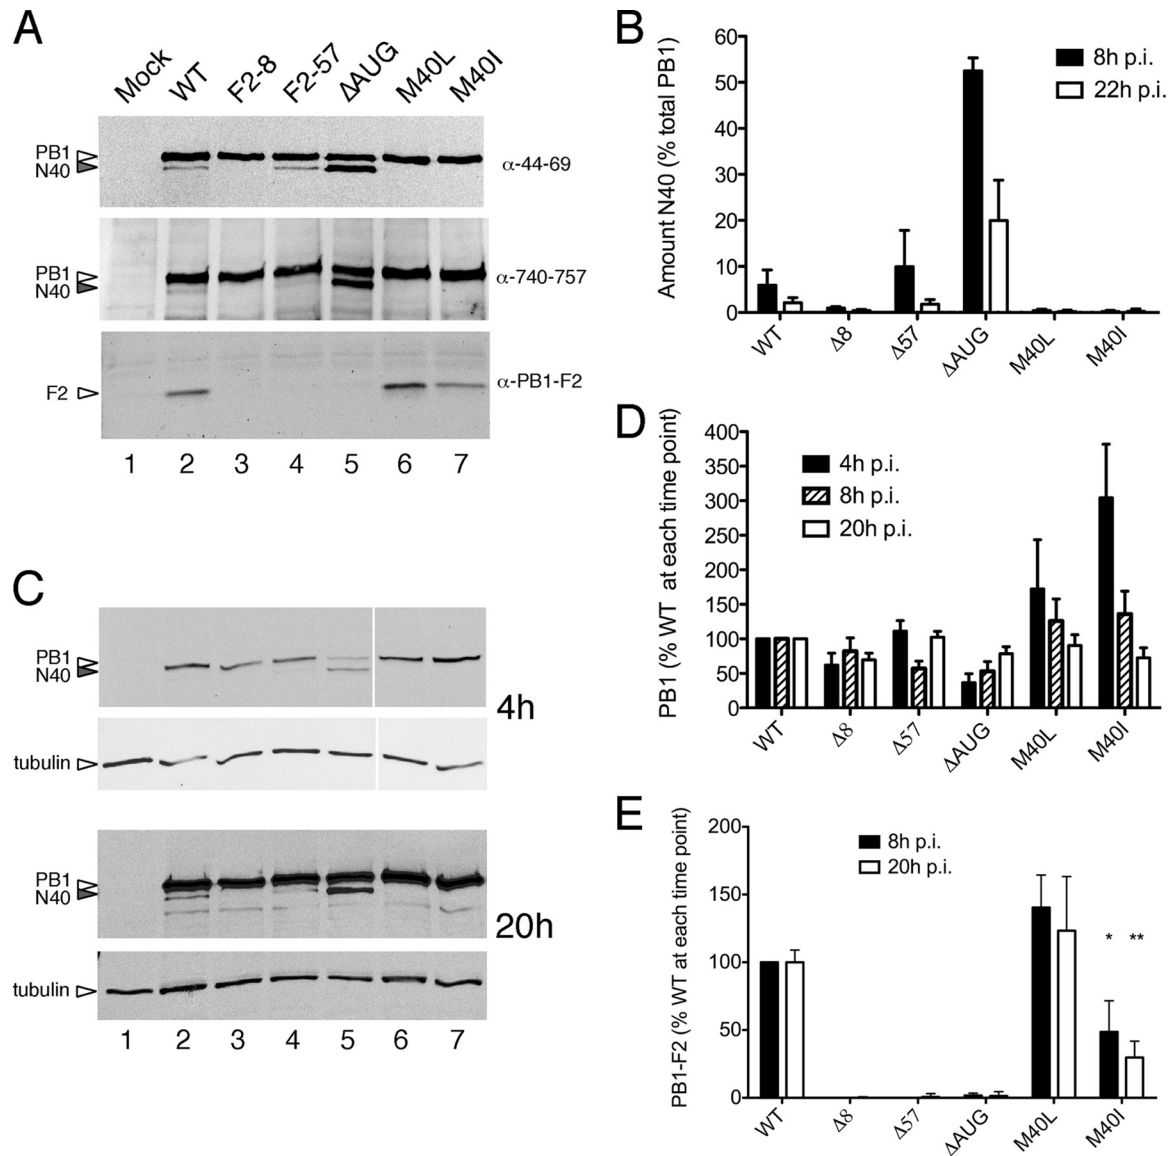 A
Mock WT F2-8 F2-57 ΔAUG M40L M40I
PB1
N40
α-44-69
PB1
N40
α-740-757
F2
α-PB1-F2
1 2 3 4 5 6 7
B
Amount N40 (% total PB1)
60
50
40
30
20
10
0
8h p.i.
22h p.i.
WT Δ8 Δ57 ΔAUG M40L M40I
C
PB1
N40
4h
tubulin
PB1
N40
20h
tubulin
1 2 3 4 5 6 7
D
PB1 (% WT at each time point)
400
350
300
250
200
150
100
50
0
4h p.i.
8h p.i.
20h p.i.
WT Δ8 Δ57 ΔAUG M40L M40I
E
PB1-F2 (% WT at each time point)
200
150
100
50
0
8h p.i.
20h p.i.
* **
WT Δ8 Δ57 ΔAUG M40L M40I